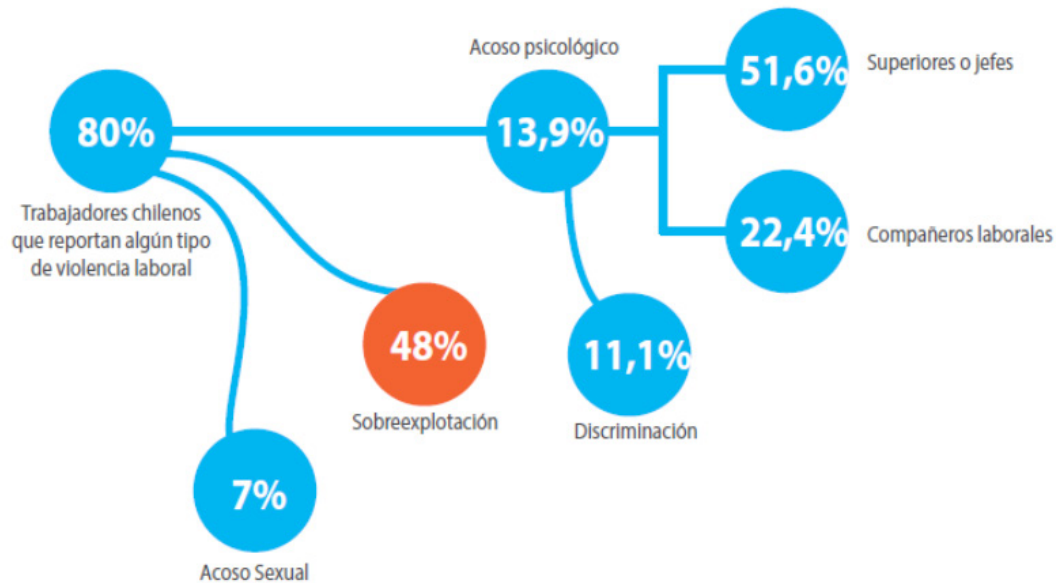 Acoso psicológico
51,6%
Superiores o jefes
80%
13,9%
Trabajadores chilenos
que reportan algún tipo
de violencia laboral
22,4%
Compañeros laborales
48%
Sobreexplotación
11,1%
Discriminación
7%
Acoso Sexual